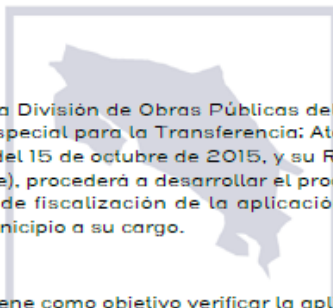 a División de Obras Públicas del
special para la Transferencia; At
del 15 de octubre de 2015, y su R
e), procederá a desarrollar el pro
de fiscalización de la aplicació
nicipio a su cargo.
ene como objetivo verificar la apl